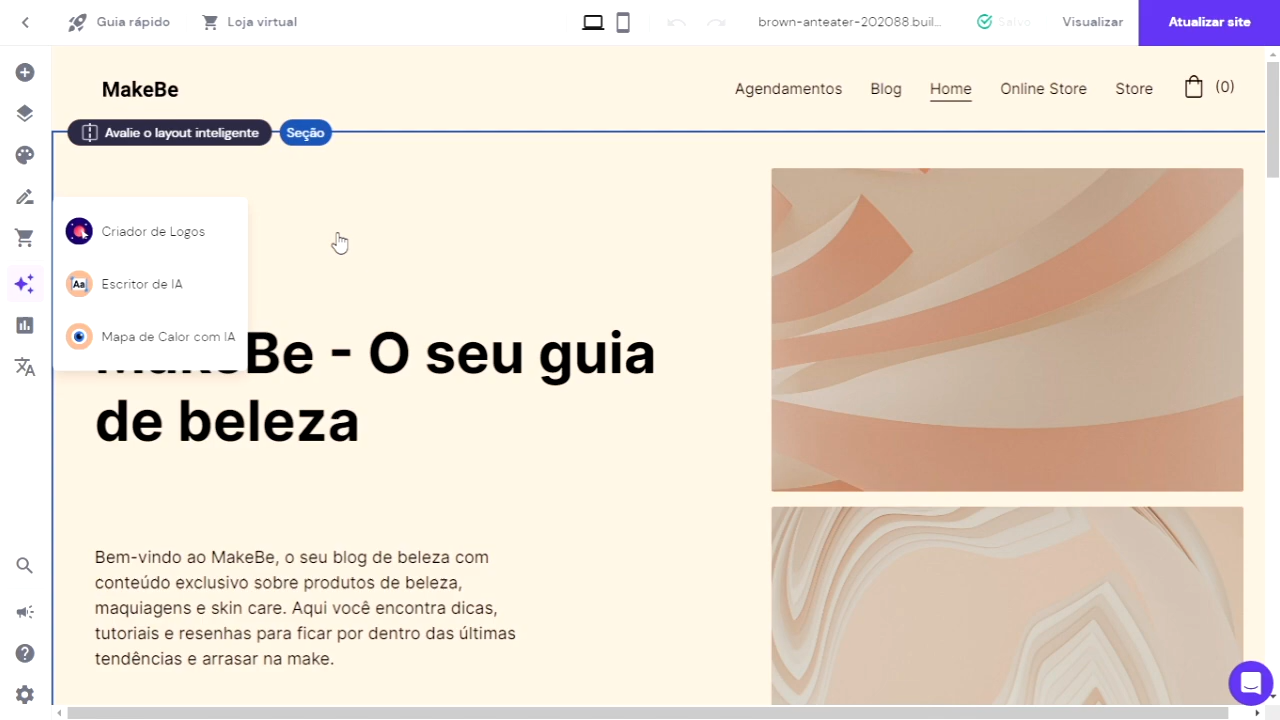 Guia rápido
Loja virtual
brown-anteater-202088.buil...
Salvo
Visualizar
Atualizar site
MakeBe
Agendamentos
Blog
Home
Online Store
Store
(0)
Avalie o layout inteligente
Seção
Criador de Logos
Aa
Escritor de IA
Mapa de Calor com IA
MakeBe - O seu guia
de beleza
Bem-vindo ao MakeBe, o seu blog de beleza com
conteúdo exclusivo sobre produtos de beleza,
maquiagens e skin care. Aqui você encontra dicas,
tutoriais e resenhas para ficar por dentro das últimas
tendências e arrasar na make.